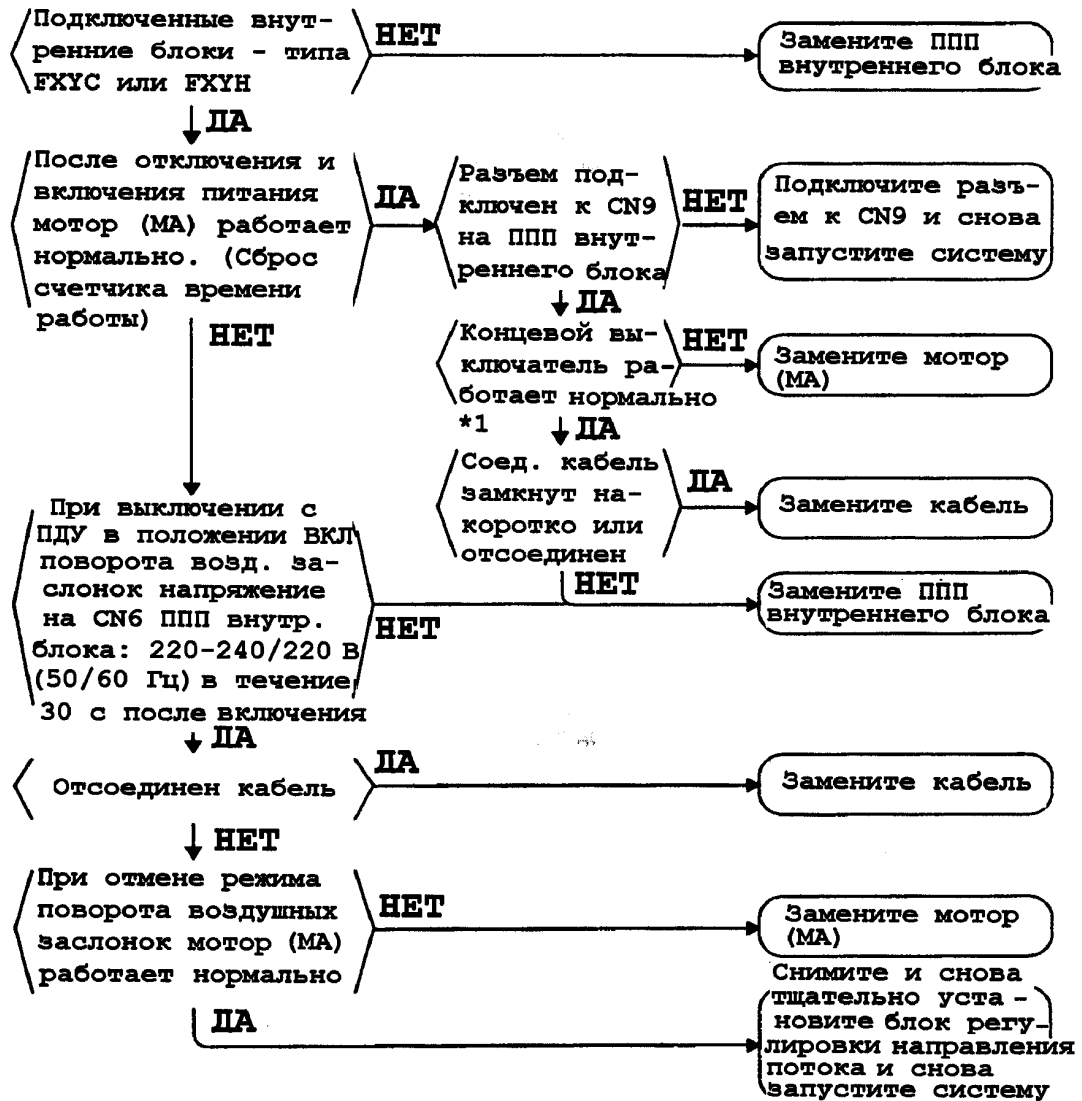 Подключенные внут-
ренние блоки - типа
FXYC или FXYH
НЕТ
Замените ППП
внутреннего блока
ДА
После отключения и
включения питания
мотор (МА) работает
нормально. (Сброс
счетчика времени
работы)
ДА
Разъем под-
ключен к CN9
на ППП внут-
реннего блока
НЕТ
Подключите разъ-
ем к CN9 и снова
запустите систему
НЕТ
ДА
Концевой вы-
ключатель ра-
ботает нормально
*1
НЕТ
Замените мотор
(МА)
ДА
Соед. кабель
замкнут на-
коротко или
отсоединен
ДА
Замените кабель
НЕТ
При выключении с
ПДУ в положении ВКЛ
поворота возд. за-
слонок напряжение
на CN6 ППП внутр.
блока: 220-240/220 В
(50/60 Гц) в течение
30 с после включения
НЕТ
Замените ППП
внутреннего блока
ДА
Отсоединен кабель
ДА
Замените кабель
НЕТ
При отмене режима
поворота воздушных
заслонок мотор (МА)
работает нормально
НЕТ
Замените мотор
(МА)
ДА
Снимите и снова
тщательно уста -
новите блок регу-
лировки направления
потока и снова
запустите систему